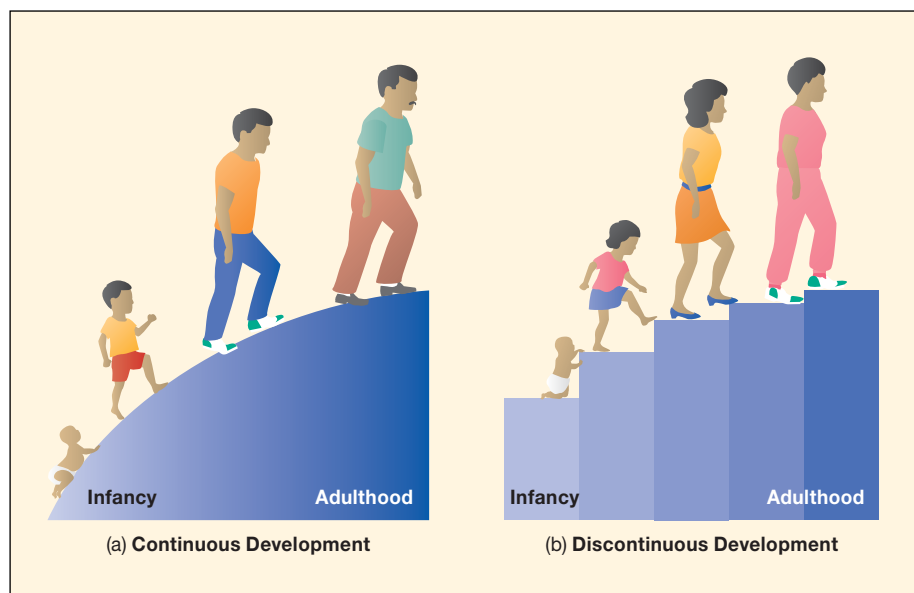 Infancy
Adulthood
(a) Continuous Development
Infancy
Adulthood
(b) Discontinuous Development